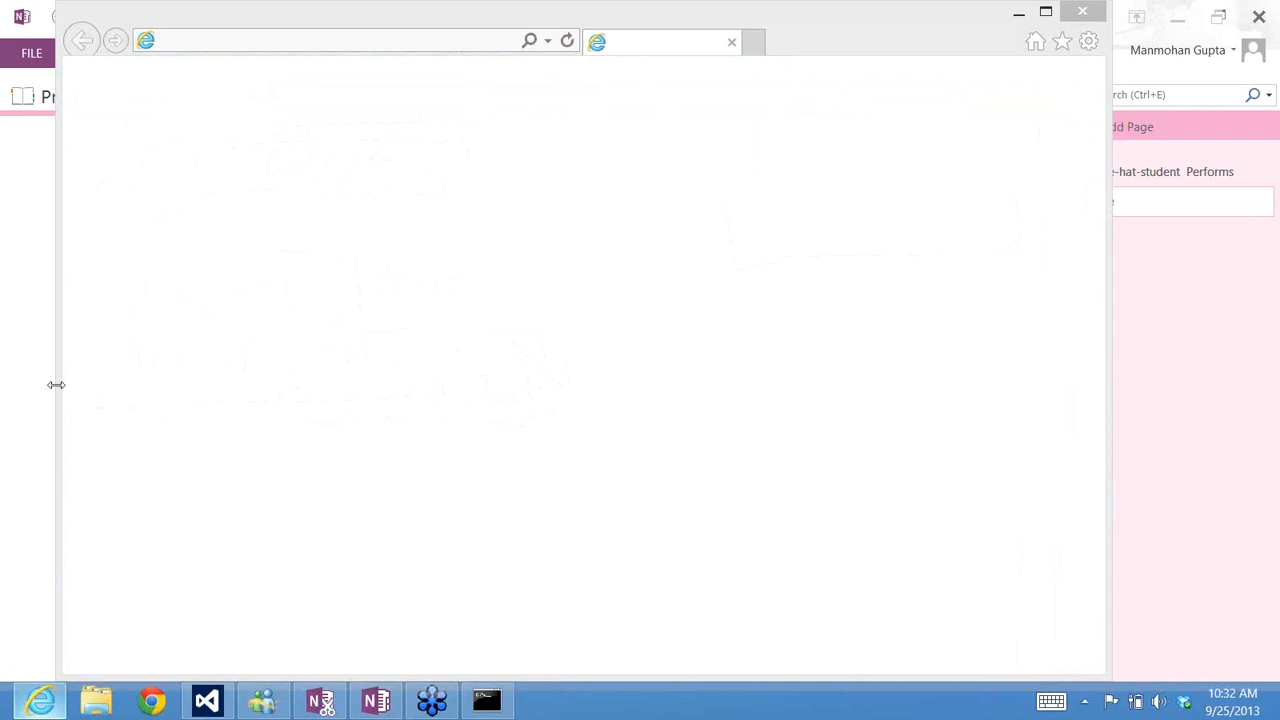 FILE
Pr
Manmohan Gupta
rch (Ctrl+E)
dd Page
e-hat-student Performs
e
10:32 AM
9/25/2013